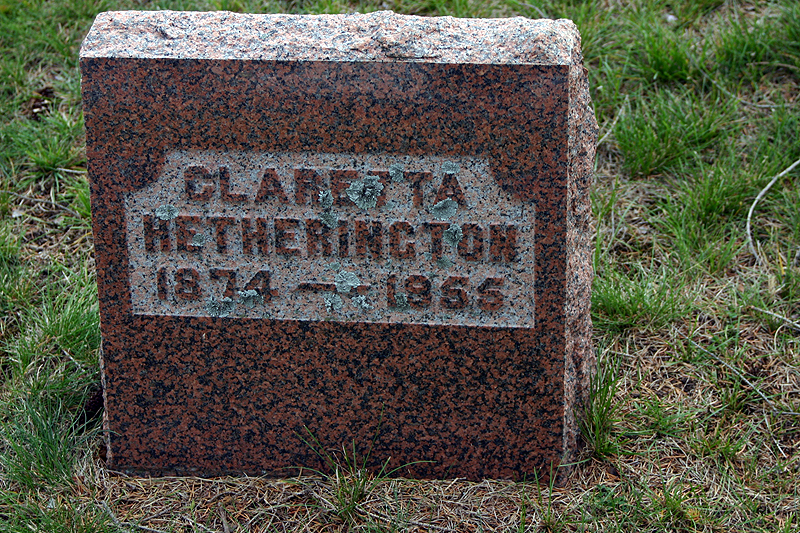 CLARETTA
HETHERINGTON
1874 — 1955